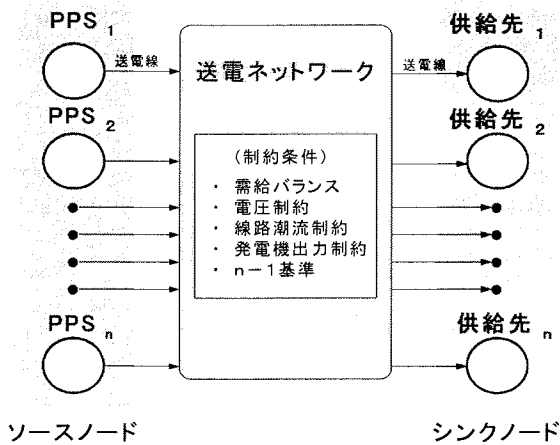 PPS 1
供給先 1
送電線
送電ネットワーク
送電線
PPS 2
供給先 2
(制約条件)
・ 需給バランス
・ 電圧制約
・ 線路潮流制約
・ 発電機出力制約
・ n－1基準
PPS n
供給先 n
ソースノード
シンクノード